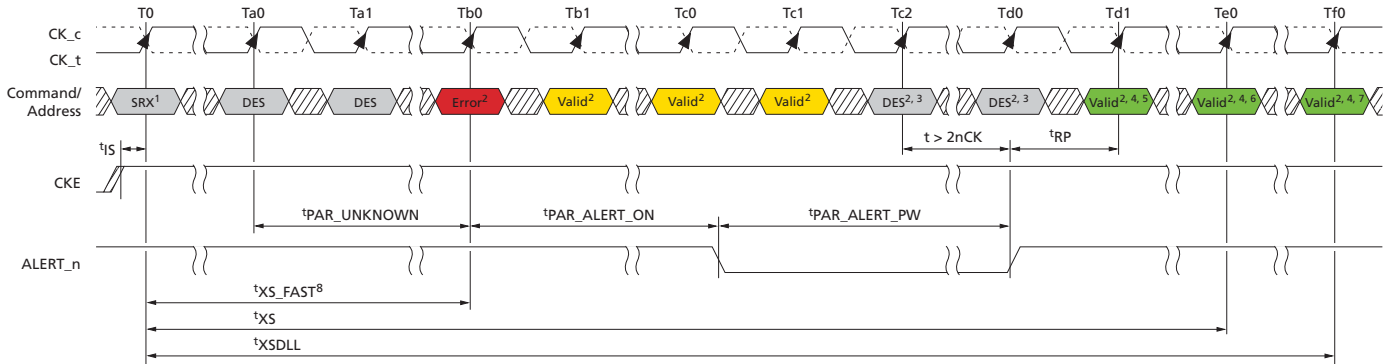 T0 Ta0 Ta1 Tb0 Tb1 Tc0 Tc1 Tc2 Td0 Td1 Te0 Tf0
CK_c
CK_t
Command/
Address
SRX1 DES DES Error2 Valid2 Valid2 Valid2 DES2, 3 DES2, 3 Valid2, 4, 5 Valid2, 4, 6 Valid2, 4, 7
tIS t > 2nCK tRP
CKE
tPAR_UNKNOWN tPAR_ALERT_ON tPAR_ALERT_PW
ALERT_n
tXS_FAST8
tXS
tXSDLL